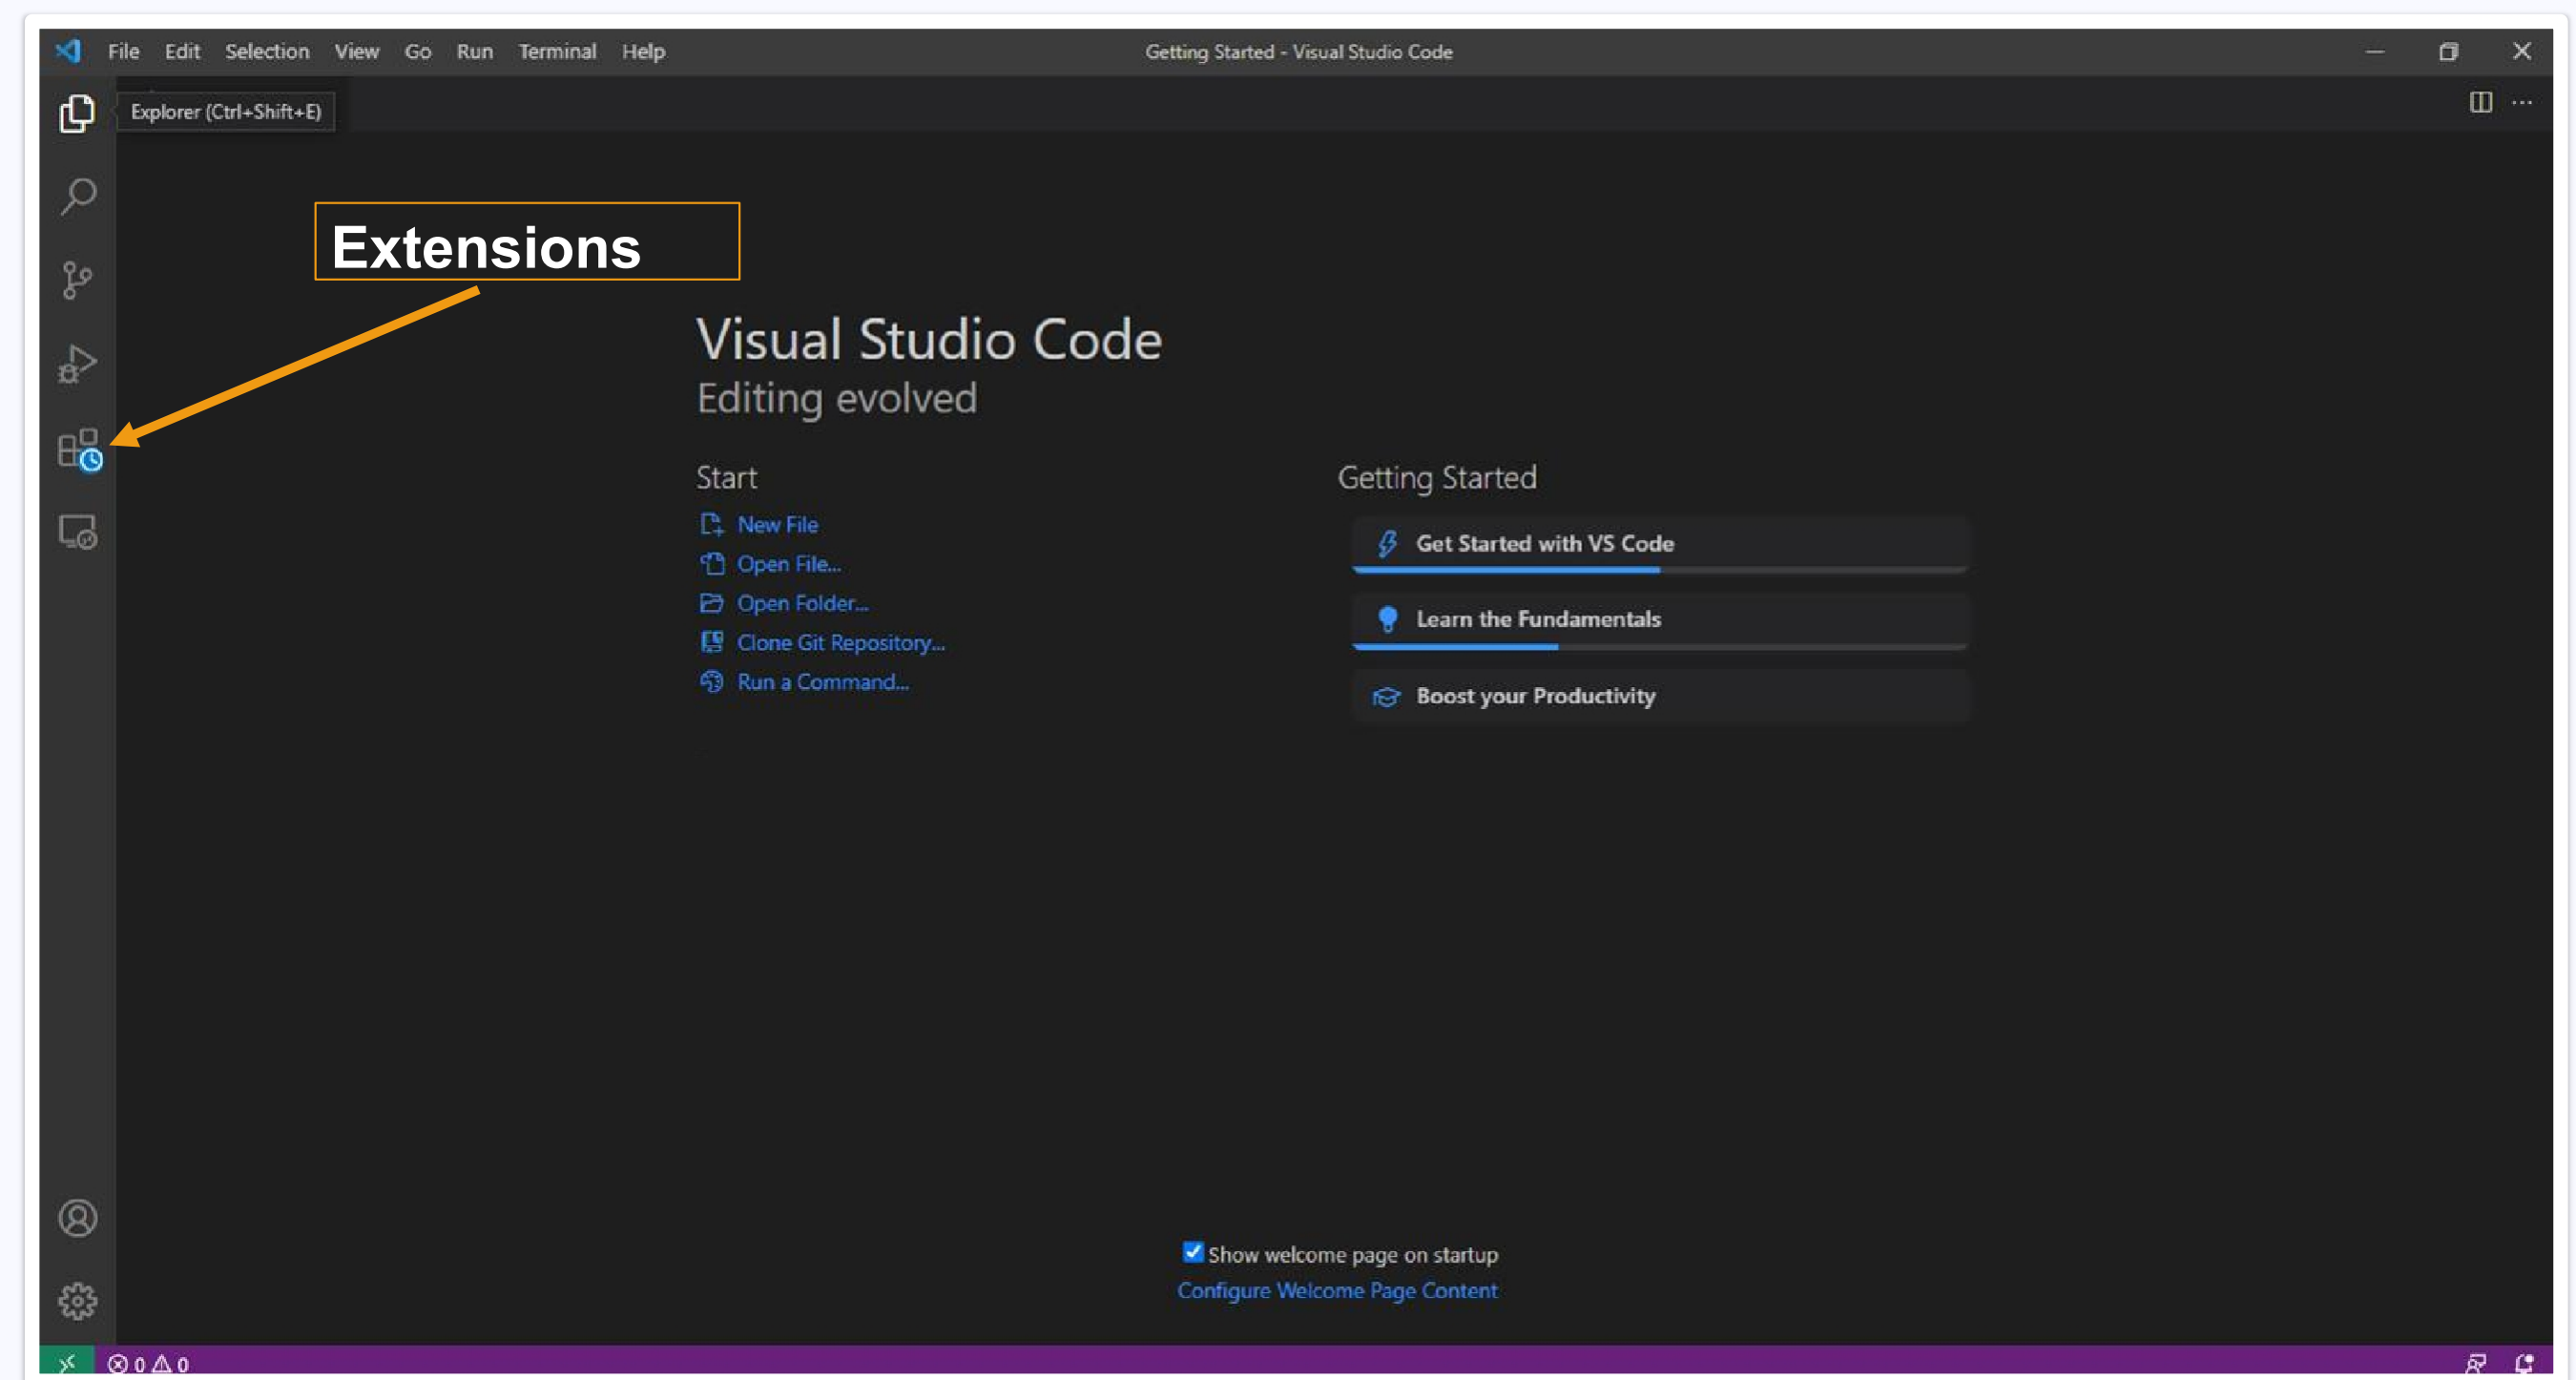 File Edit Selection View Go Run Terminal Help
Getting Started - Visual Studio Code
Explorer (Ctrl+Shift+E)
Extensions
Visual Studio Code
Editing evolved
Start
New File
Open File...
Open Folder...
Clone Git Repository...
Run a Command...
Getting Started
Get Started with VS Code
Learn the Fundamentals
Boost your Productivity
Show welcome page on startup
Configure Welcome Page Content
0 0